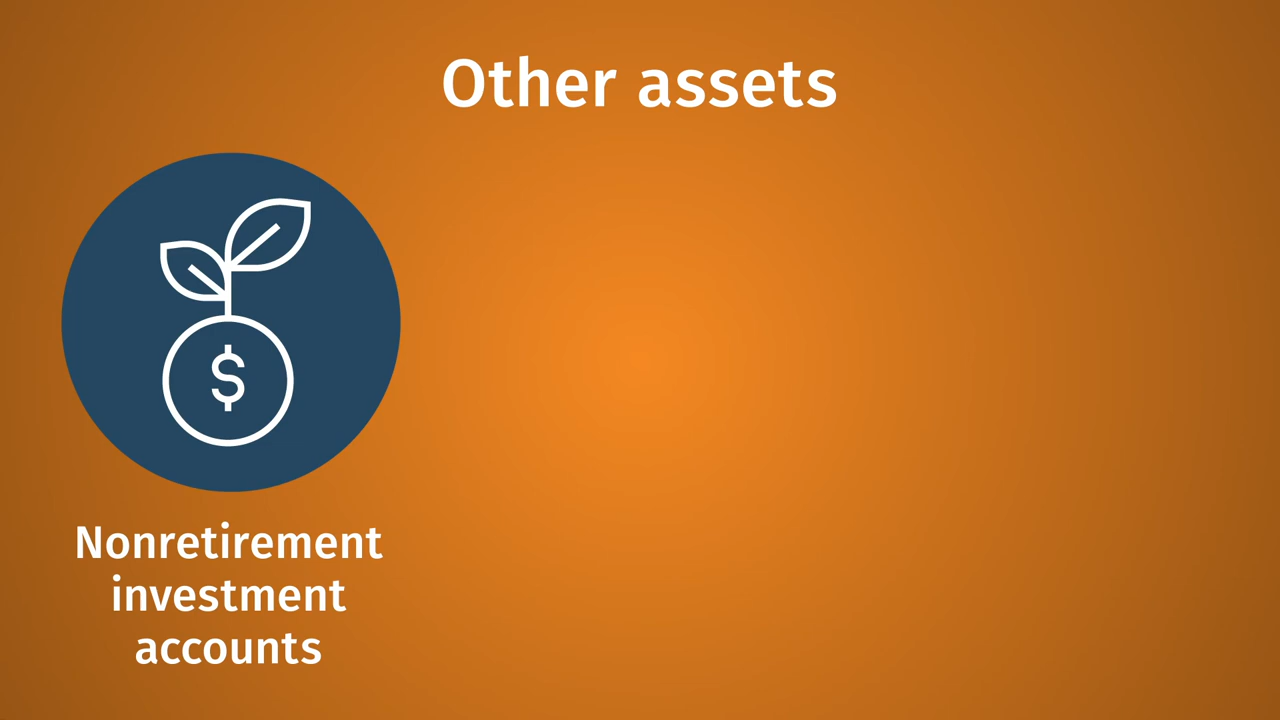 Other assets
$
Nonretirement
investment
accounts